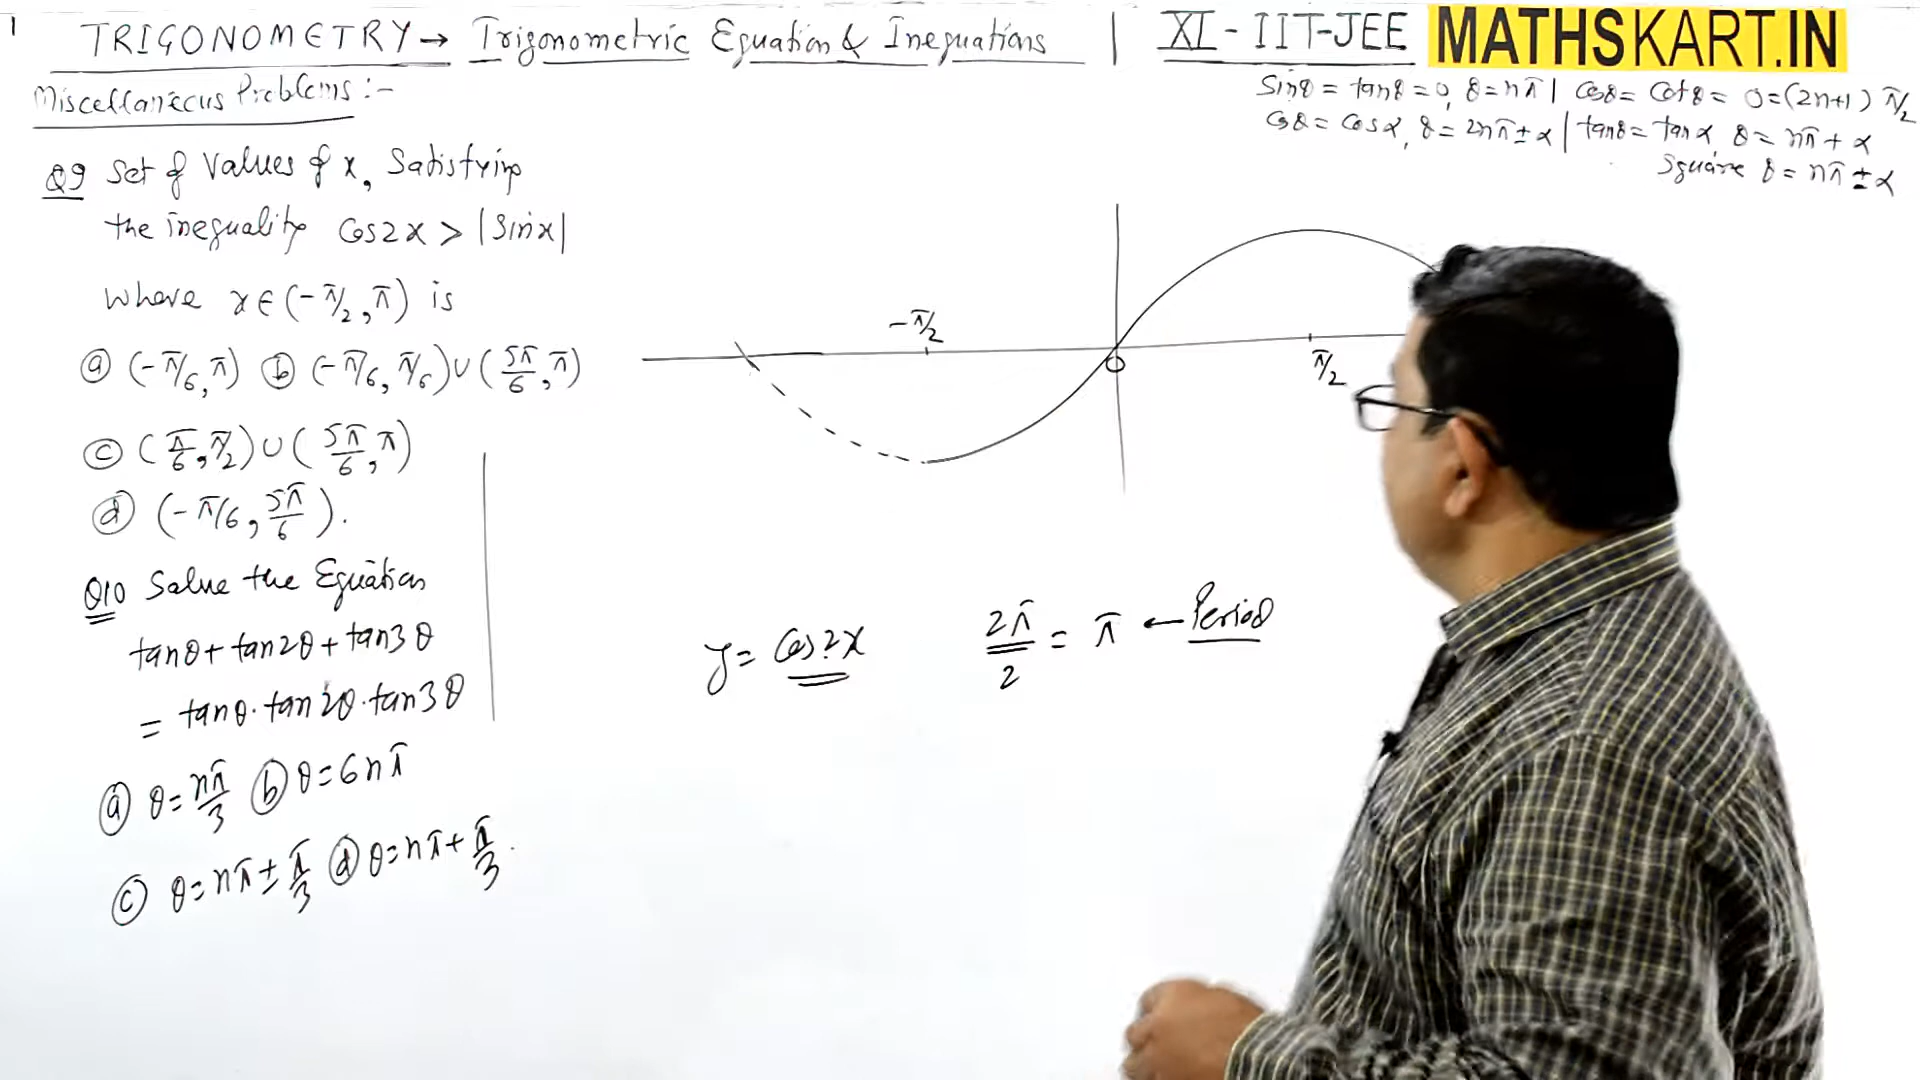 1
TRIGONOMETRY → Trigonometric Equation & Inequations | XI - IIT-JEE MATHSKART.IN
Miscellaneous Problems :-
Sinθ = tanθ = 0, θ = nπ | Cosθ = Cotθ = 0 = (2n+1) π/2
Cosθ = Cosα, θ = 2nπ ± α | tanθ = tanα, θ = nπ + α
Square θ = nπ ± α
Q9 Set of Values of x, Satisfying
the inequality Cos2x > |Sinx|
Where x ∈ (-π/2, π) is
(a) (-π/6, π) (b) (-π/6, π/6) ∪ (5π/6, π)
(c) (π/6, π/2) ∪ (5π/6, π)
(d) (-π/6, 5π/6).
Q10 Solve the Equation
tanθ + tan2θ + tan3θ
= tanθ · tan2θ · tan3θ
(a) θ = nπ/3 (b) θ = 6nπ
(c) θ = nπ ± π/3 (d) θ = nπ + π/3.
-π/2
O
π/2
y = Cos2x 2π/2 = π ← Period